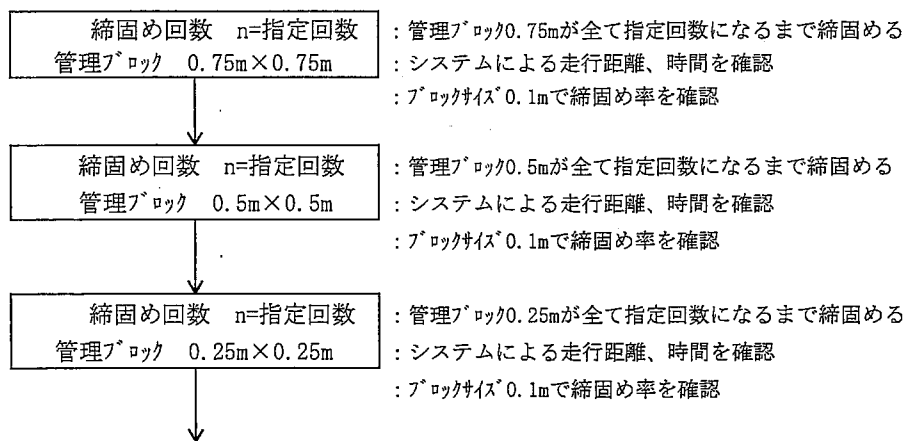 締固め回数 n=指定回数
管理ﾌﾞﾛｯｸ 0.75m×0.75m
:管理ﾌﾞﾛｯｸ0.75mが全て指定回数になるまで締固める
:システムによる走行距離、時間を確認
:ﾌﾞﾛｯｸｻｲｽﾞ0.1mで締固め率を確認
締固め回数 n=指定回数
管理ﾌﾞﾛｯｸ 0.5m×0.5m
:管理ﾌﾞﾛｯｸ0.5mが全て指定回数になるまで締固める
:システムによる走行距離、時間を確認
:ﾌﾞﾛｯｸｻｲｽﾞ0.1mで締固め率を確認
締固め回数 n=指定回数
管理ﾌﾞﾛｯｸ 0.25m×0.25m
:管理ﾌﾞﾛｯｸ0.25mが全て指定回数になるまで締固める
:システムによる走行距離、時間を確認
:ﾌﾞﾛｯｸｻｲｽﾞ0.1mで締固め率を確認